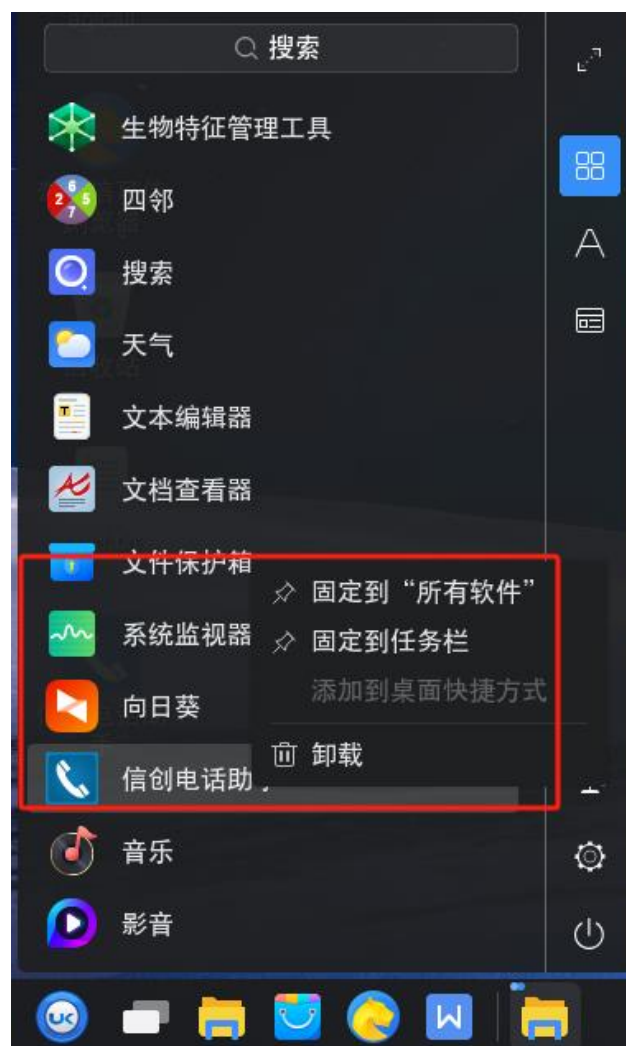 搜索
生物特征管理工具
四邻
搜索
天气
文本编辑器
文档查看器
文件保护箱
固定到“所有软件”
系统监视器
固定到任务栏
添加到桌面快捷方式
向日葵
卸载
信创电话助
音乐
影音